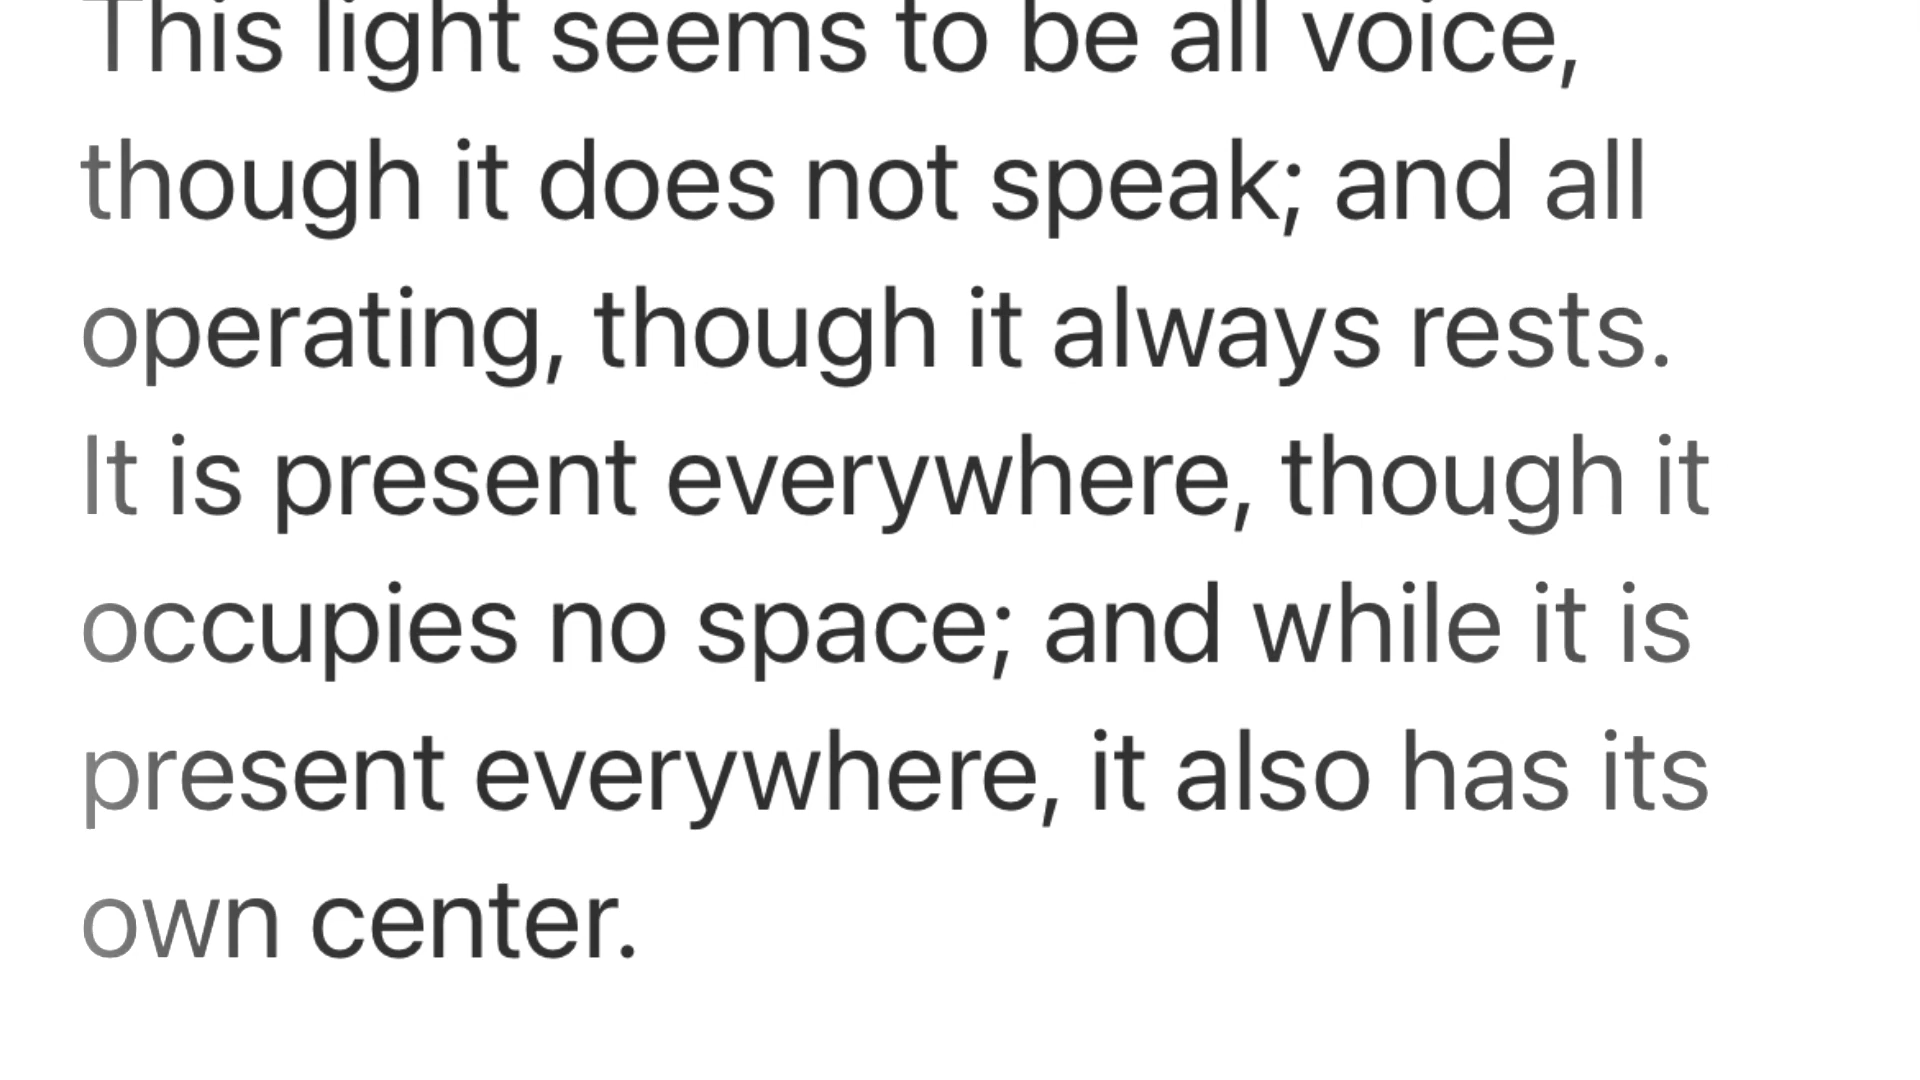 This light seems to be all voice,
though it does not speak; and all
operating, though it always rests.
It is present everywhere, though it
occupies no space; and while it is
present everywhere, it also has its
own center.